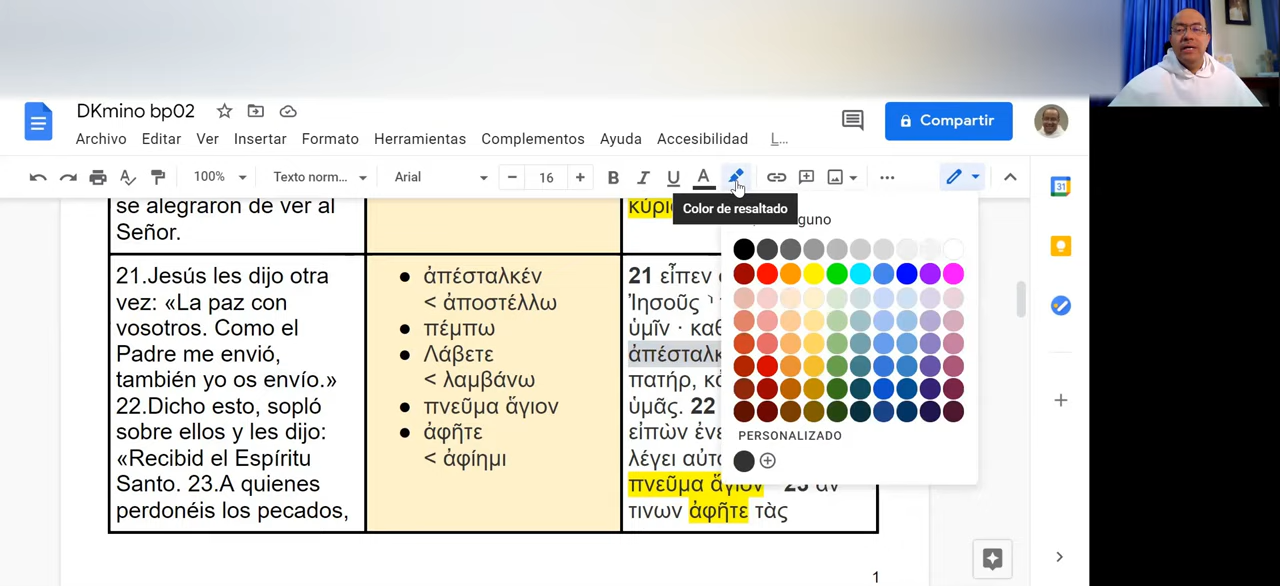 DKmino bp02
Archivo Editar Ver Insertar Formato Herramientas Complementos Ayuda Accesibilidad L...
Compartir
100% Texto norm... Arial 16 B I U A
Color de resaltado
se alegraron de ver al
Señor.
21.Jesús les dijo otra
vez: «La paz con
vosotros. Como el
Padre me envió,
también yo os envío.»
22.Dicho esto, sopló
sobre ellos y les dijo:
«Recibid el Espíritu
Santo. 23.A quienes
perdonéis los pecados,
ἀπέσταλκέν
< ἀποστέλλω
πέμπω
Λάβετε
< λαμβάνω
πνεῦμα ἅγιον
ἀφῆτε
< ἀφίημι
21 εἶπεν
Ἰησοῦς
ὑμῖν ·
πατήρ,
ὑμᾶς. 22
εἰπὼν
λέγει
πνεῦμα ἅγιον
τινων ἀφῆτε τὰς
PERSONALIZADO
31
1